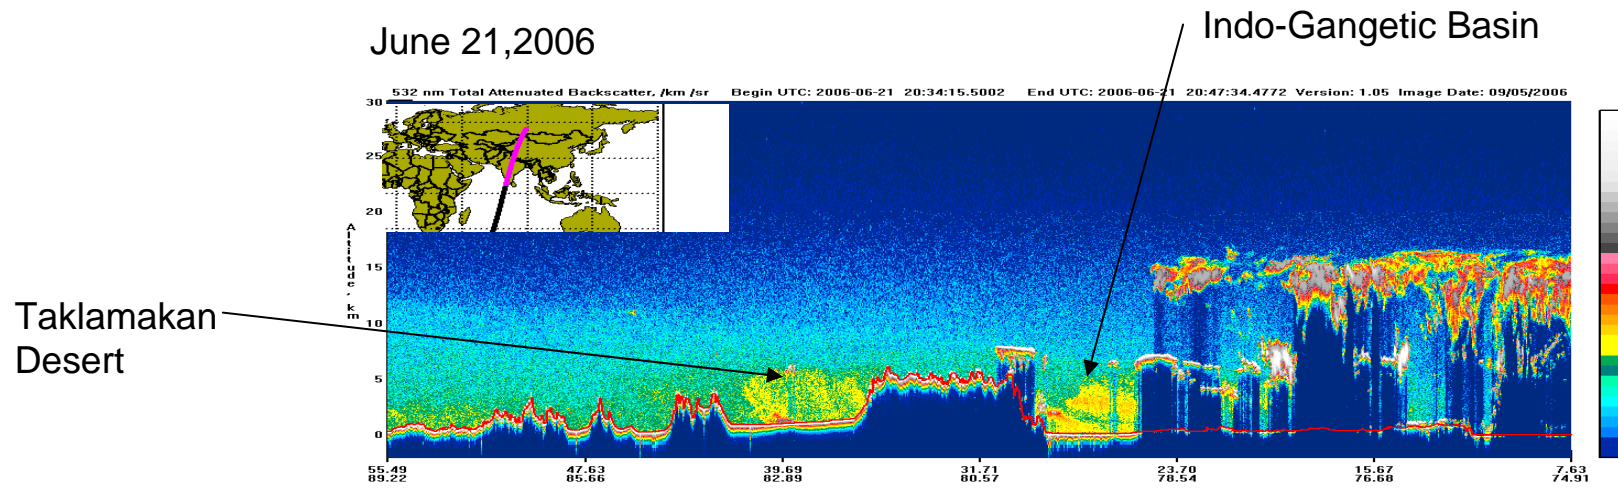 Indo-Gangetic Basin
June 21,2006
532 nm Total Attenuated Backscatter, /km /sr Begin UTC: 2006-06-21 20:34:15.5002 End UTC: 2006-06-21 20:47:34.4772 Version: 1.05 Image Date: 09/05/2006
30
25
20
15
10
5
0
Altitude, km
Taklamakan
Desert
55.49 47.63 39.69 31.71 23.70 15.67 7.63
89.22 85.66 82.89 80.57 78.54 76.68 74.91